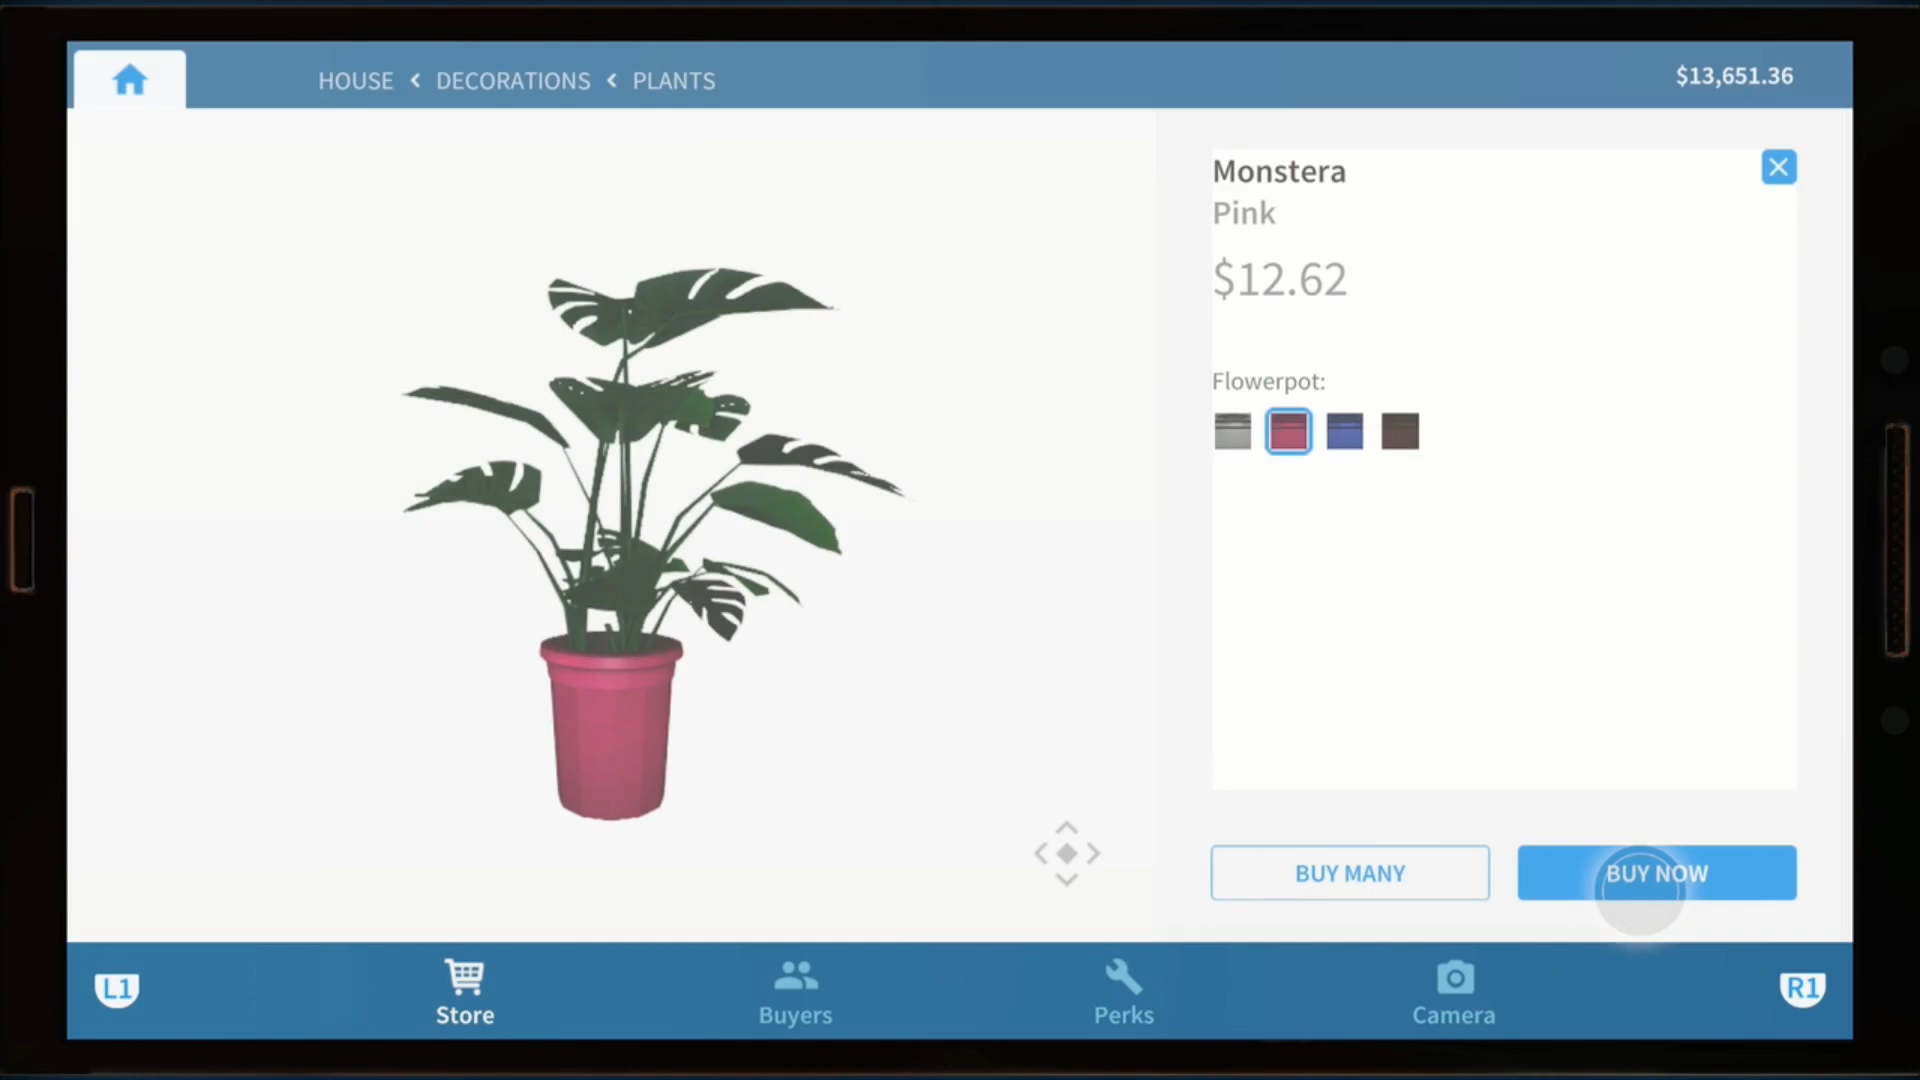 HOUSE < DECORATIONS < PLANTS
$13,651.36
Monstera
Pink
$12.62
Flowerpot:
BUY MANY
BUY NOW
L1
Store
Buyers
Perks
Camera
R1